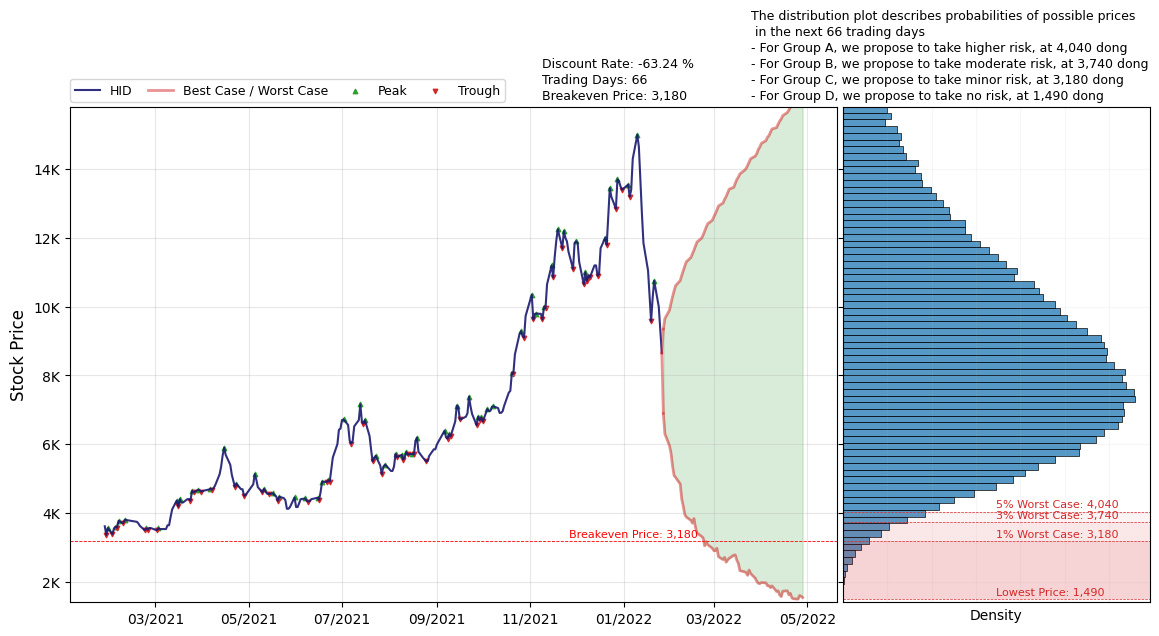 The distribution plot describes probabilities of possible prices
in the next 66 trading days
- For Group A, we propose to take higher risk, at 4,040 dong
- For Group B, we propose to take moderate risk, at 3,740 dong
- For Group C, we propose to take minor risk, at 3,180 dong
- For Group D, we propose to take no risk, at 1,490 dong
Discount Rate: -63.24 %
Trading Days: 66
Breakeven Price: 3,180
HID
Best Case / Worst Case
Peak
Trough
Stock Price
14K
12K
10K
8K
6K
4K
2K
Breakeven Price: 3,180
5% Worst Case: 4,040
3% Worst Case: 3,740
1% Worst Case: 3,180
Lowest Price: 1,490
03/2021
05/2021
07/2021
09/2021
11/2021
01/2022
03/2022
05/2022
Density